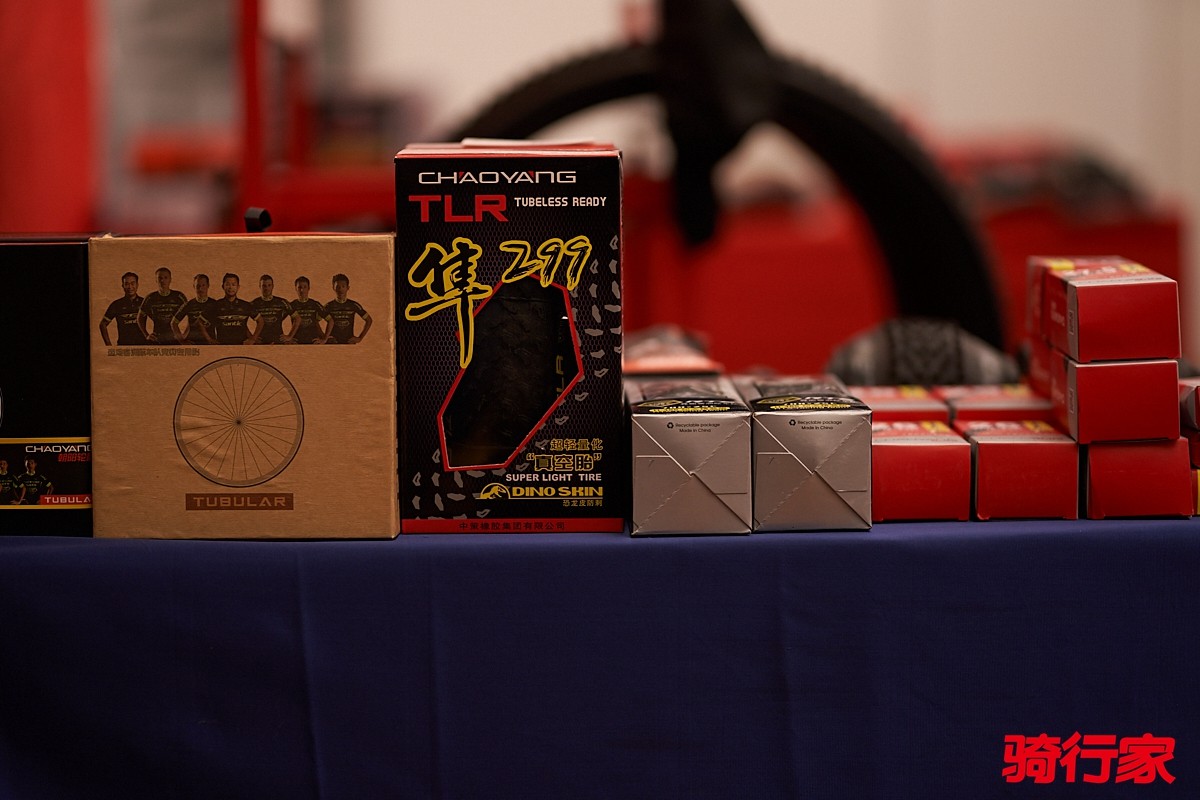 CHAOYANG
TUBULA
TUBULAR
CHAOYANG
TLR TUBELESS READY
隼 299
超轻量化
“真空胎”
SUPER LIGHT TIRE
DINO SKIN
恐龙皮防刺
中策橡胶集团有限公司
Recyclable package
Made in China
Recyclable package
Made in China
骑行家